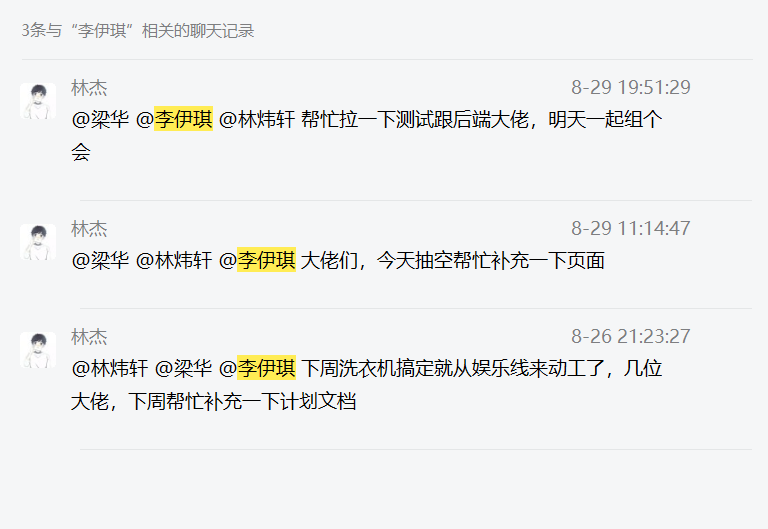 3条与“李伊琪”相关的聊天记录
林杰
8-29 19:51:29
@梁华 @李伊琪 @林炜轩 帮忙拉一下测试跟后端大佬，明天一起组个
会
林杰
8-29 11:14:47
@梁华 @林炜轩 @李伊琪 大佬们，今天抽空帮忙补充一下页面
林杰
8-26 21:23:27
@林炜轩 @梁华 @李伊琪 下周洗衣机搞定就从娱乐线来动工了，几位
大佬，下周帮忙补充一下计划文档